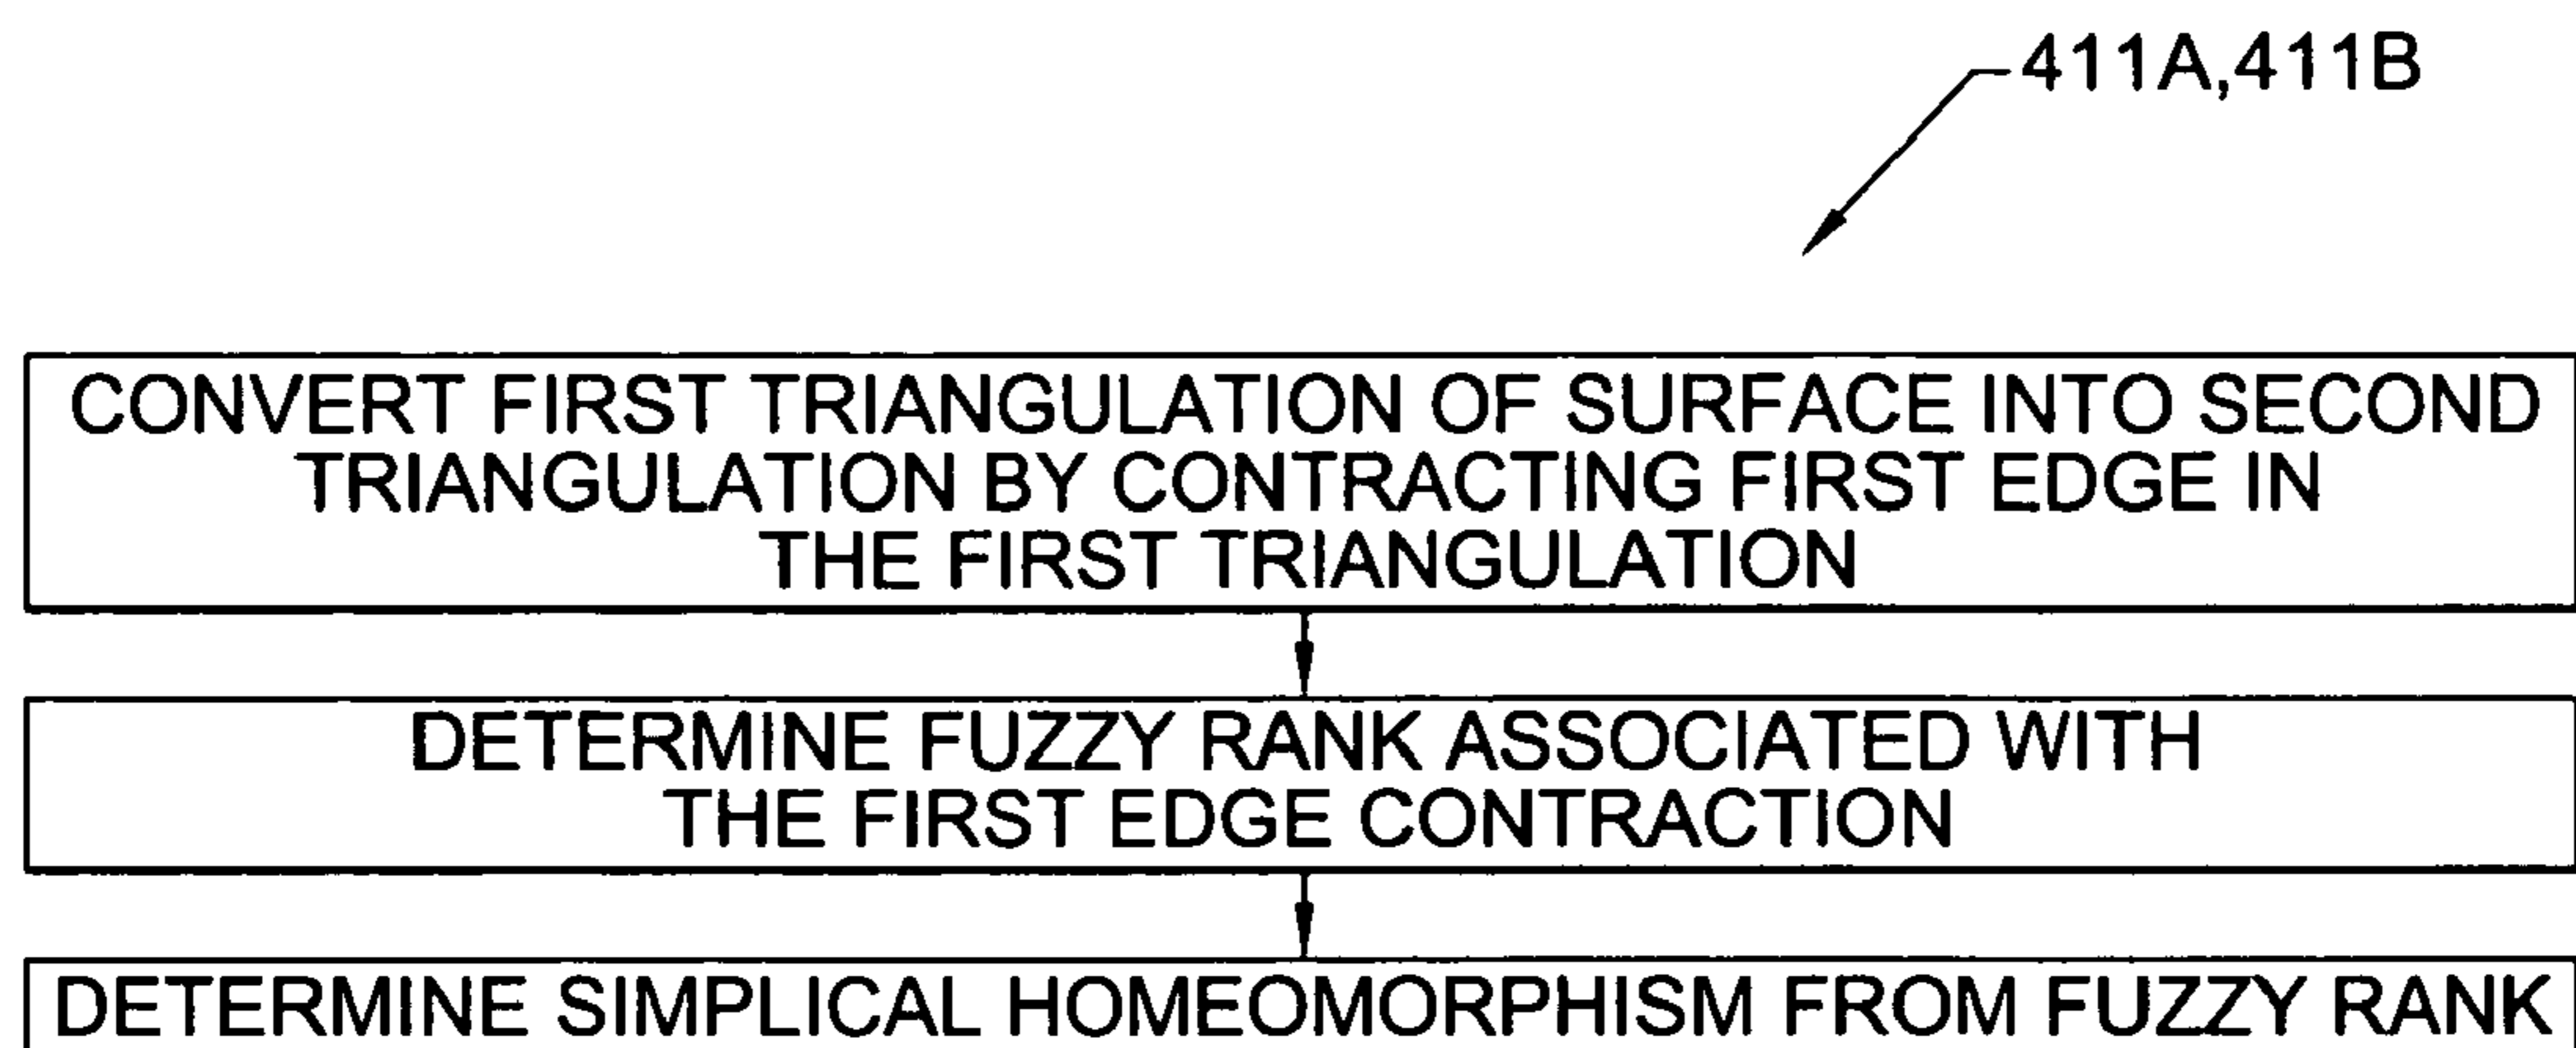 411A,411B
CONVERT FIRST TRIANGULATION OF SURFACE INTO SECOND
TRIANGULATION BY CONTRACTING FIRST EDGE IN
THE FIRST TRIANGULATION
DETERMINE FUZZY RANK ASSOCIATED WITH
THE FIRST EDGE CONTRACTION
DETERMINE SIMPLICAL HOMEOMORPHISM FROM FUZZY RANK